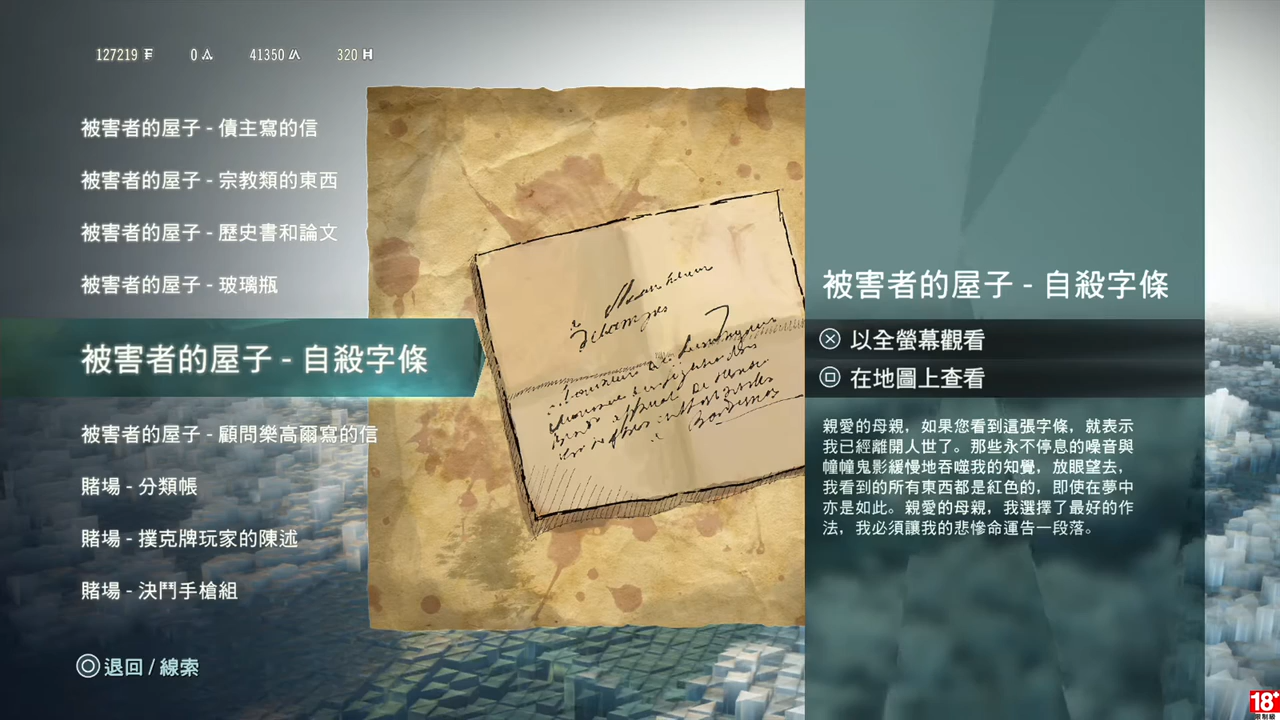 127219 0 41350 320
被害者的屋子 - 債主寫的信
被害者的屋子 - 宗教類的東西
被害者的屋子 - 歷史書和論文
被害者的屋子 - 玻璃瓶
被害者的屋子 - 自殺字條
被害者的屋子 - 顧問樂高爾寫的信
賭場 - 分類帳
賭場 - 撲克牌玩家的陳述
賭場 - 決鬥手槍組
退回 / 線索
被害者的屋子 - 自殺字條
以全螢幕觀看
在地圖上查看
親愛的母親，如果您看到這張字條，就表示
我已經離開人世了。那些永不停息的噪音與
幢幢鬼影緩慢地吞噬我的知覺，放眼望去，
我看到的所有東西都是紅色的，即使在夢中
亦是如此。親愛的母親，我選擇了最好的作
法，我必須讓我的悲慘命運告一段落。
18+
限制級